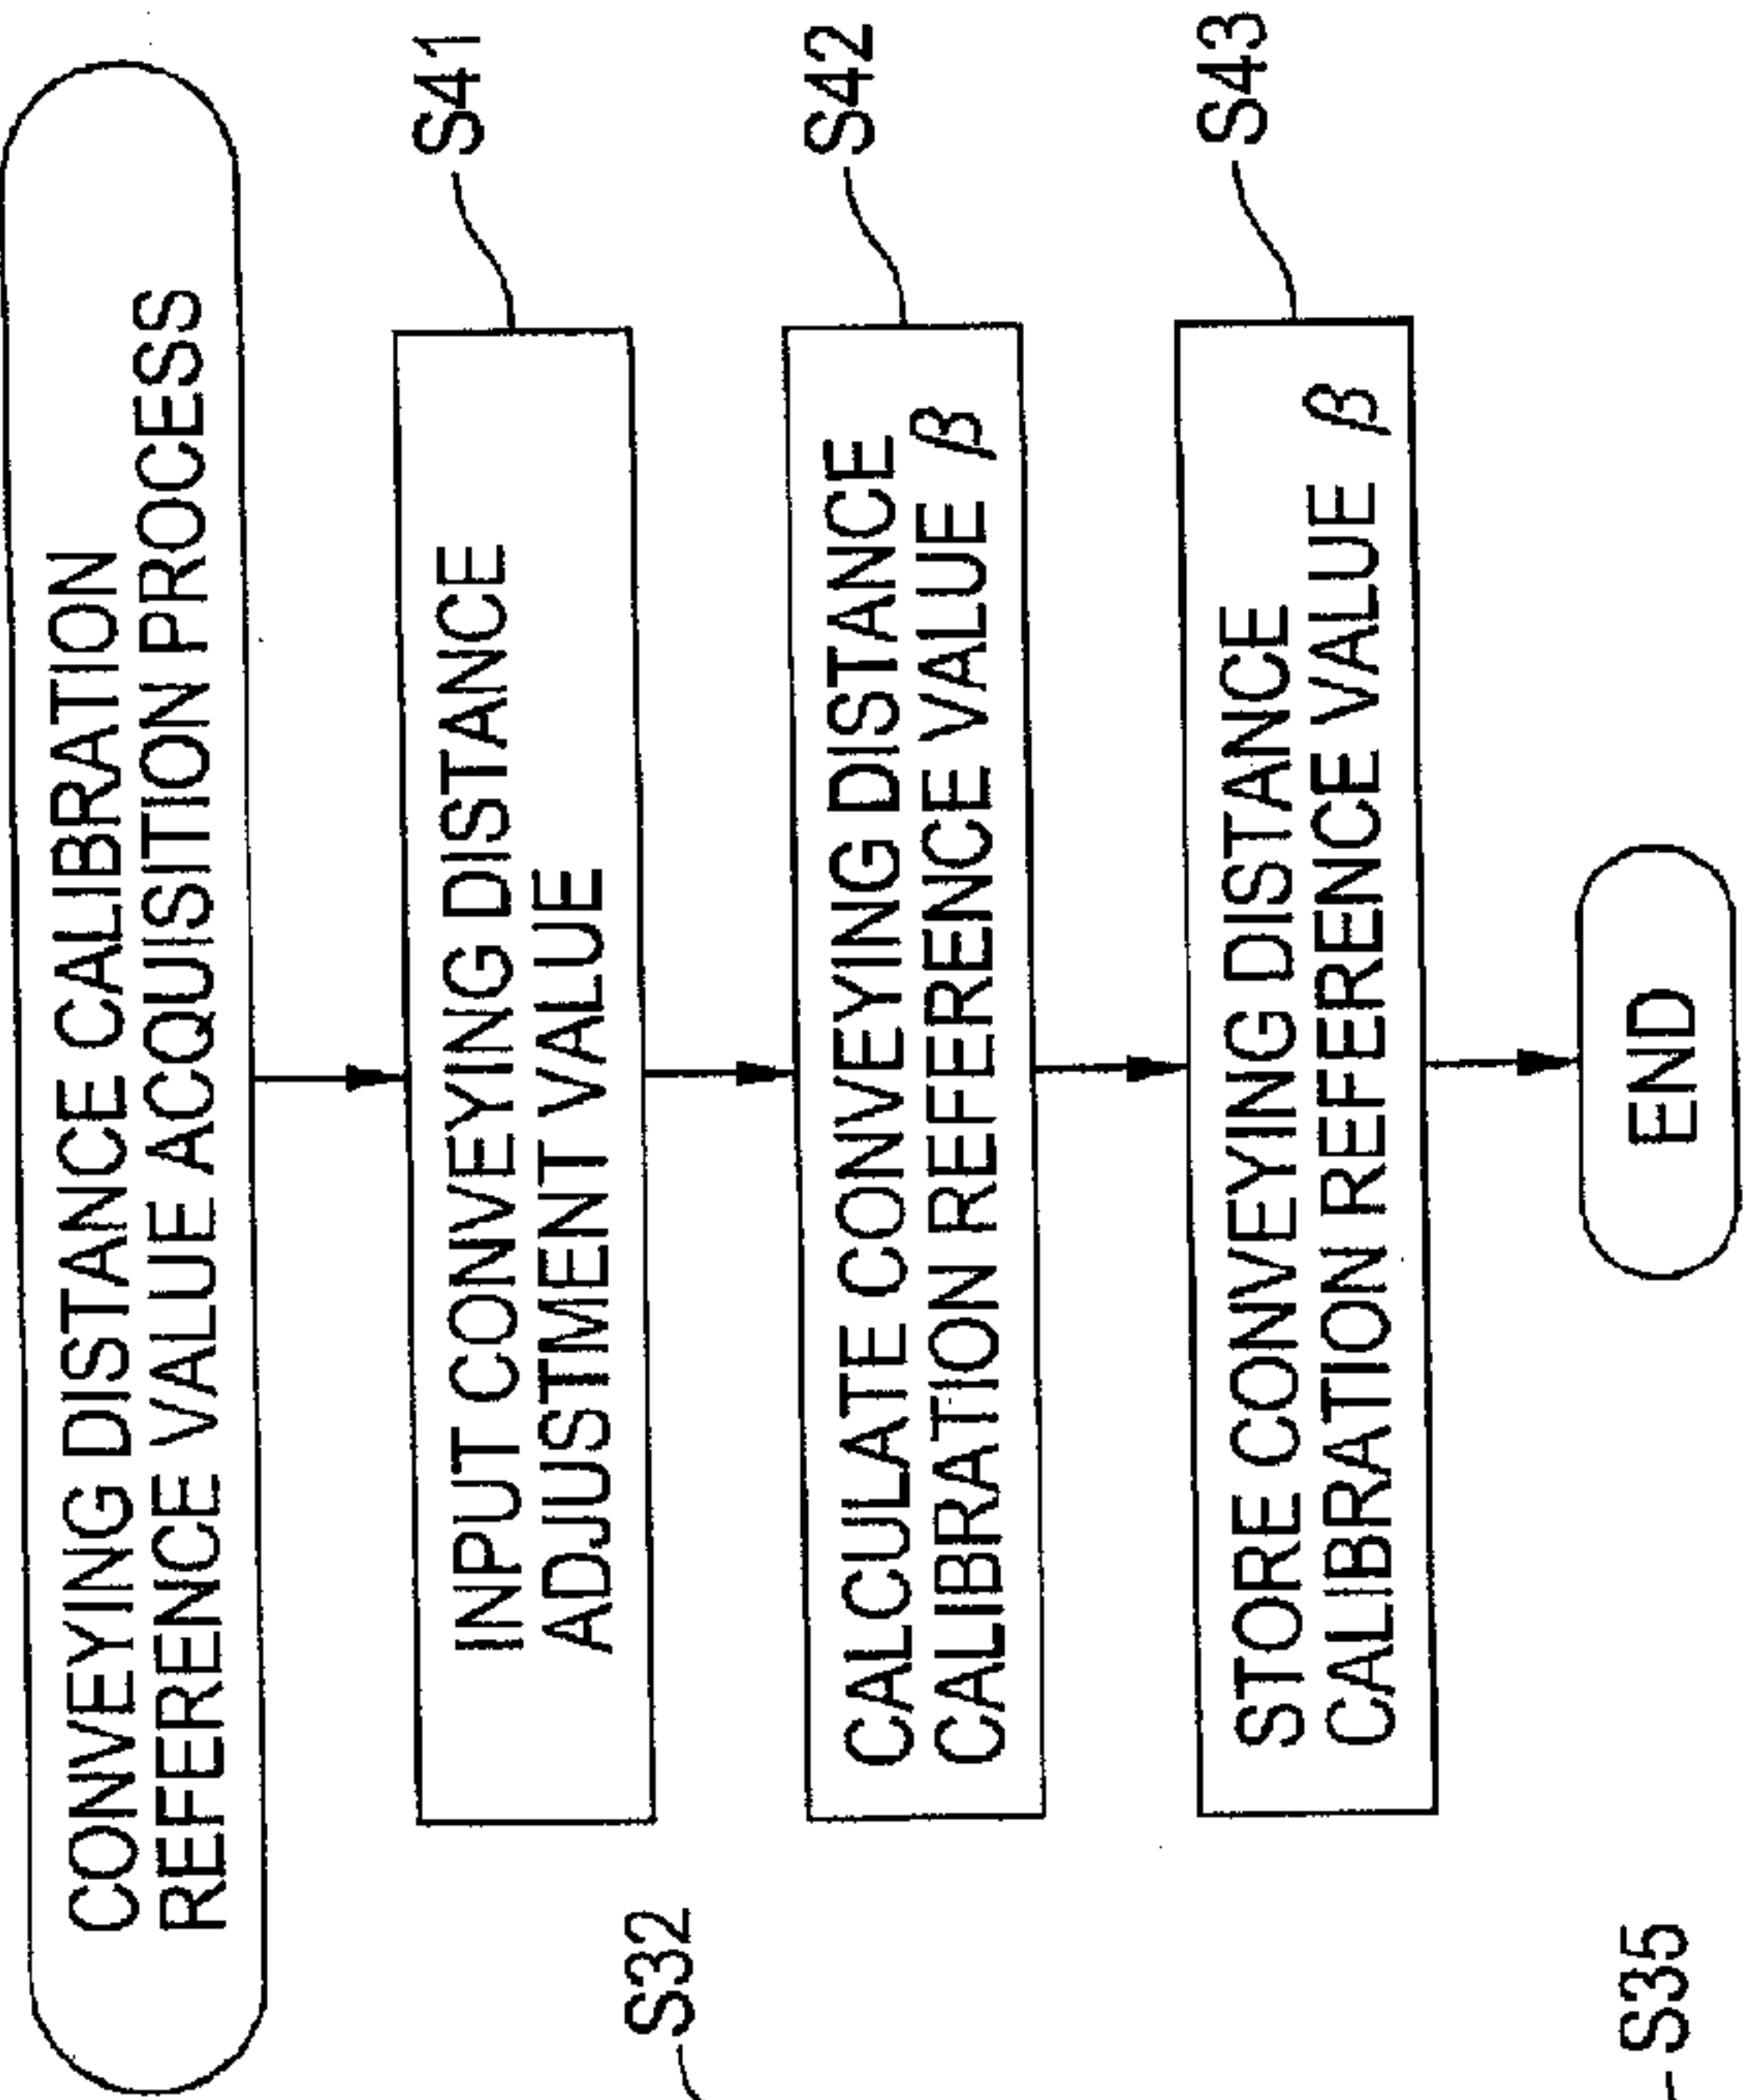 CONVEYING DISTANCE CALIBRATION
REFERENCE VALUE ACQUISITION PROCESS
S41
INPUT CONVEYING DISTANCE
ADJUSTMENT VALUE
S42
CALCULATE CONVEYING DISTANCE
CALIBRATION REFERENCE VALUE β
S43
STORE CONVEYING DISTANCE
CALIBRATION REFERENCE VALUE β
END
S32
S35